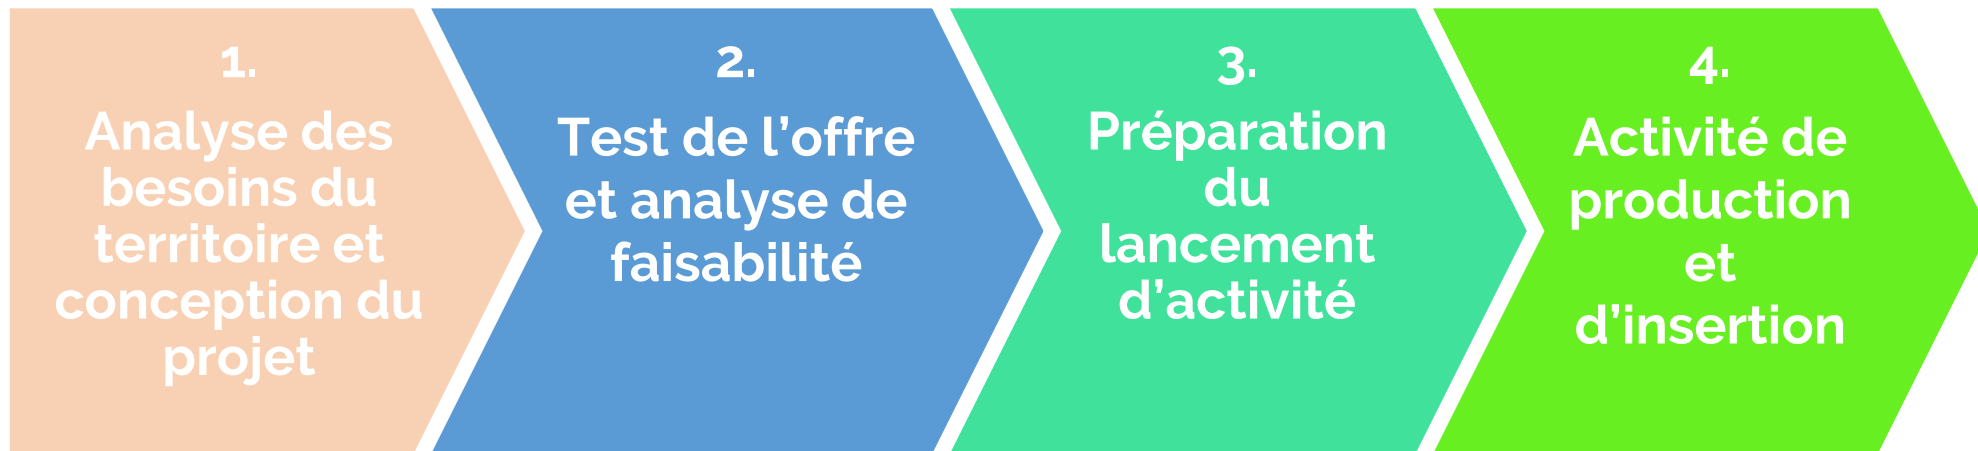 1.
Analyse des
besoins du
territoire et
conception du
projet
2.
Test de l’offre
et analyse de
faisabilité
3.
Préparation
du
lancement
d’activité
4.
Activité de
production
et
d’insertion